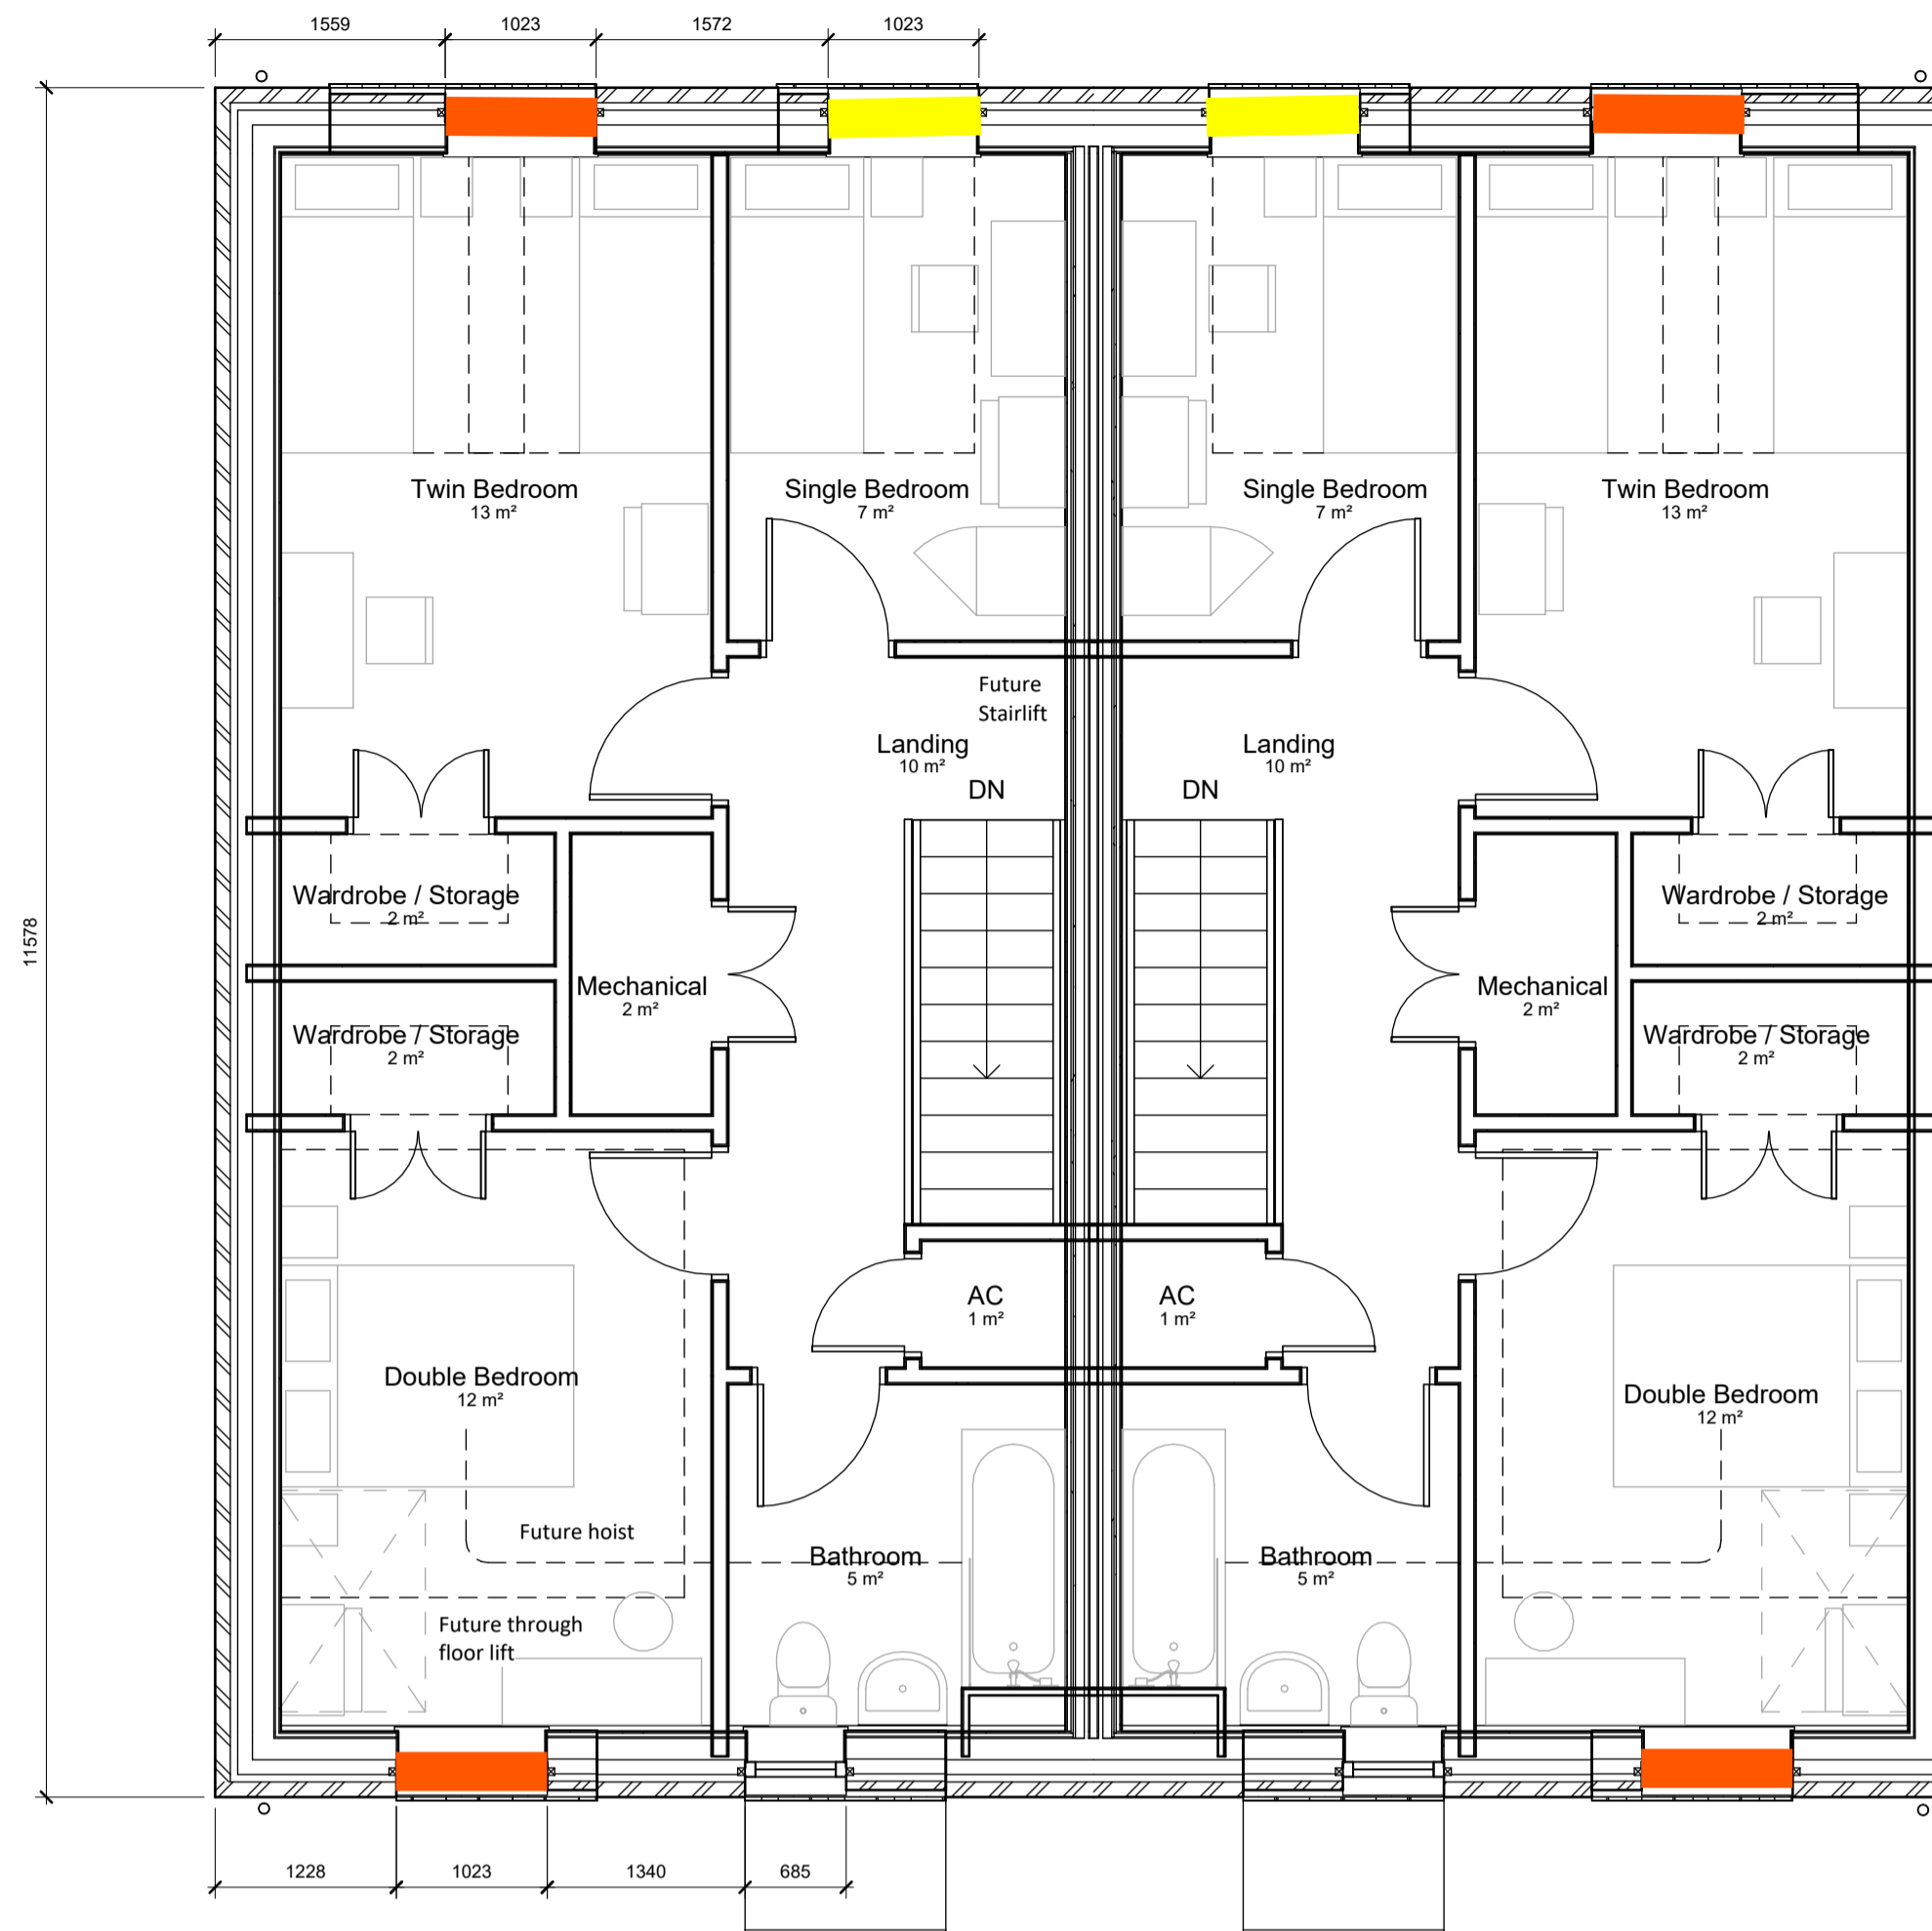 1559 1023 1572 1023
Twin Bedroom
13 m²
Single Bedroom
7 m²
Single Bedroom
7 m²
Twin Bedroom
13 m²
Future
Stairlift
Landing
10 m²
Landing
10 m²
DN
DN
11578
Wardrobe / Storage
2 m²
Wardrobe / Storage
2 m²
Mechanical
2 m²
Mechanical
2 m²
Wardrobe / Storage
2 m²
Wardrobe / Storage
2 m²
AC
1 m²
AC
1 m²
Double Bedroom
12 m²
Double Bedroom
12 m²
Future hoist
Bathroom
5 m²
Bathroom
5 m²
Future through
floor lift
1228 1023 1340 685